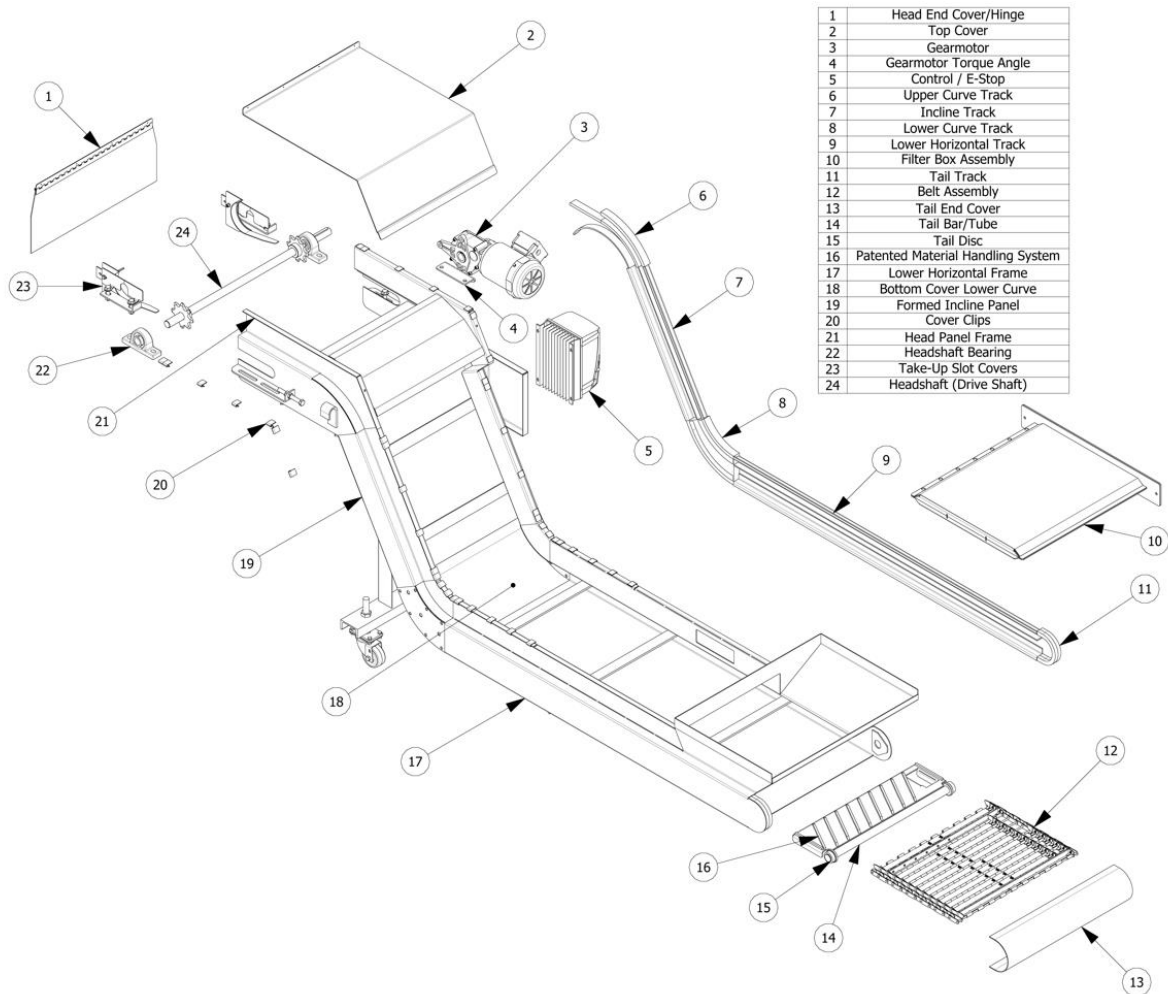 1 Head End Cover/Hinge
2 Top Cover
3 Gearmotor
4 Gearmotor Torque Angle
5 Control / E-Stop
6 Upper Curve Track
7 Incline Track
8 Lower Curve Track
9 Lower Horizontal Track
10 Filter Box Assembly
11 Tail Track
12 Belt Assembly
13 Tail End Cover
14 Tail Bar/Tube
15 Tail Disc
16 Patented Material Handling System
17 Lower Horizontal Frame
18 Bottom Cover Lower Curve
19 Formed Incline Panel
20 Cover Clips
21 Head Panel Frame
22 Headshaft Bearing
23 Take-Up Slot Covers
24 Headshaft (Drive Shaft)
2
1
3
6
24
23
7
4
22
8
21
5
9
20
10
19
11
18
17
12
16
15
14
13